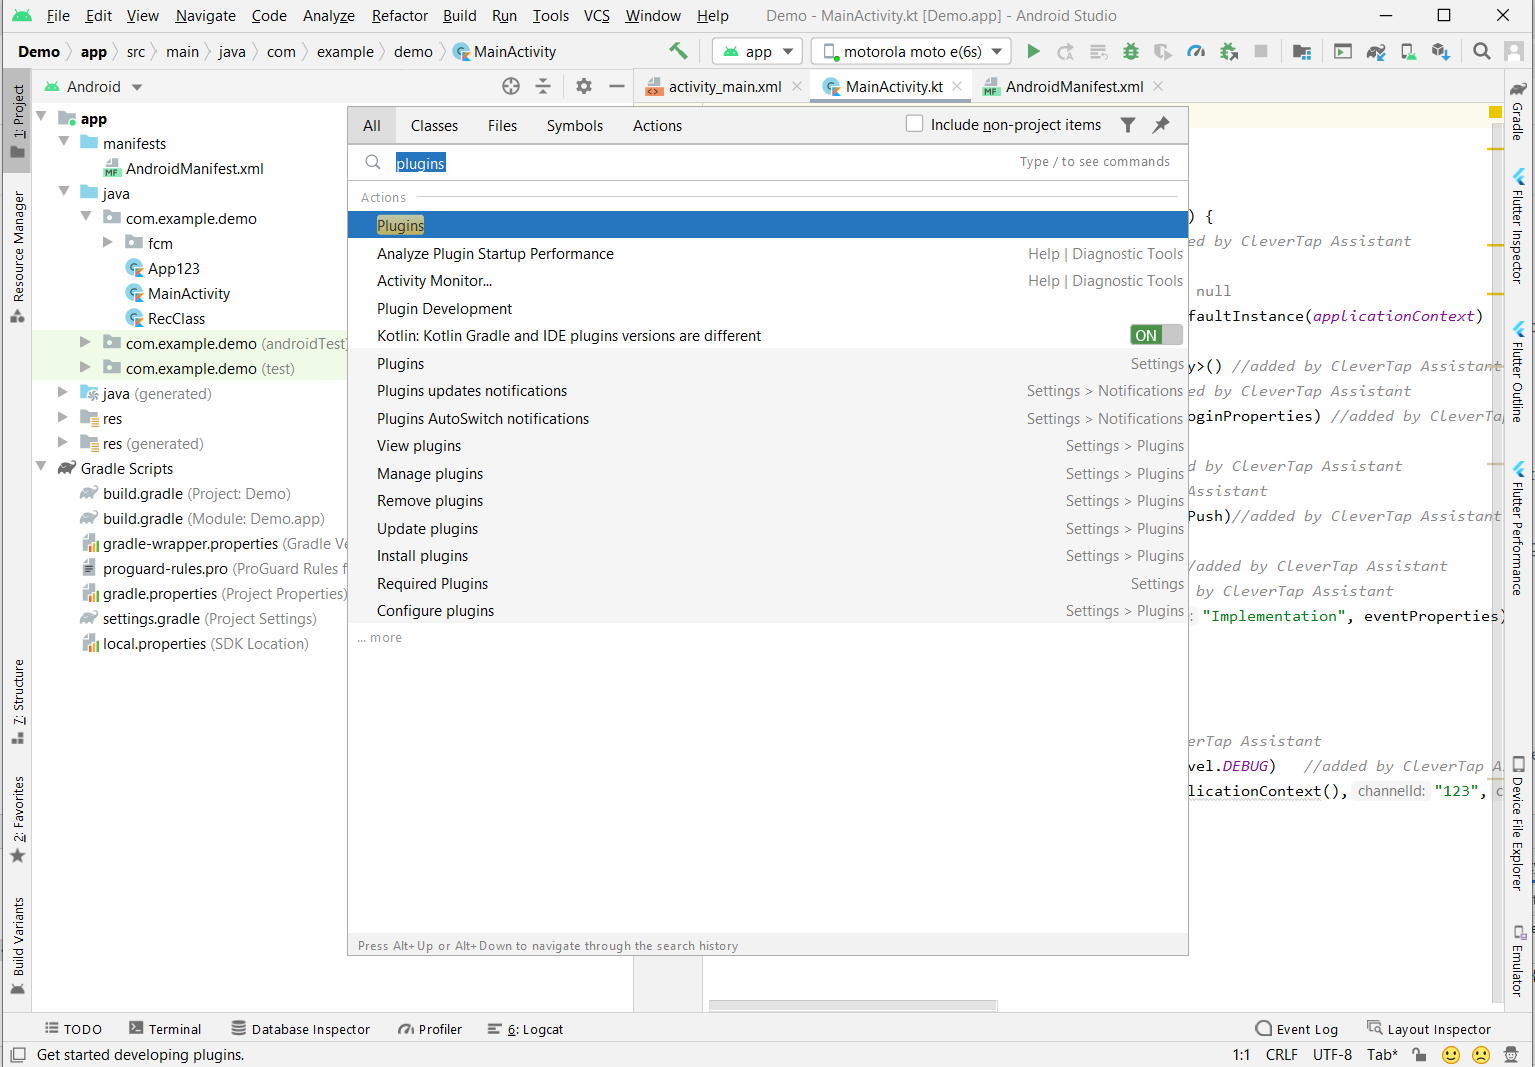 File Edit View Navigate Code Analyze Refactor Build Run Tools VCS Window Help Demo - MainActivity.kt [Demo.app] - Android Studio
Demo app src main java com example demo MainActivity app motorola moto e(6s)
Android activity_main.xml MainActivity.kt AndroidManifest.xml
1: Project
Resource Manager
7: Structure
2: Favorites
Build Variants
app
manifests
AndroidManifest.xml
java
com.example.demo
fcm
App123
MainActivity
RecClass
com.example.demo (androidTest)
com.example.demo (test)
java (generated)
res
res (generated)
Gradle Scripts
build.gradle (Project: Demo)
build.gradle (Module: Demo.app)
gradle-wrapper.properties (Gradle Ve
proguard-rules.pro (ProGuard Rules f
gradle.properties (Project Properties)
settings.gradle (Project Settings)
local.properties (SDK Location)
All Classes Files Symbols Actions Include non-project items
plugins Type / to see commands
Actions
Plugins
Analyze Plugin Startup Performance Help | Diagnostic Tools
Activity Monitor... Help | Diagnostic Tools
Plugin Development
Kotlin: Kotlin Gradle and IDE plugins versions are different ON
Plugins Settings
Plugins updates notifications Settings > Notifications
Plugins AutoSwitch notifications Settings > Notifications
View plugins Settings > Plugins
Manage plugins Settings > Plugins
Remove plugins Settings > Plugins
Update plugins Settings > Plugins
Install plugins Settings > Plugins
Required Plugins Settings
Configure plugins Settings > Plugins
... more
Press Alt+Up or Alt+Down to navigate through the search history
) {
ed by CleverTap Assistant
null
faultInstance(applicationContext)
y>() //added by CleverTap Assistant
ed by CleverTap Assistant
oginProperties) //added by CleverTap
d by CleverTap Assistant
Assistant
Push)//added by CleverTap Assistant
/added by CleverTap Assistant
by CleverTap Assistant
: "Implementation", eventProperties)
erTap Assistant
vel.DEBUG) //added by CleverTap A
licationContext(), channelId: "123", c
Gradle
Flutter Inspector
Flutter Outline
Flutter Performance
Device File Explorer
Emulator
TODO Terminal Database Inspector Profiler 6: Logcat Event Log Layout Inspector
Get started developing plugins. 1:1 CRLF UTF-8 Tab*